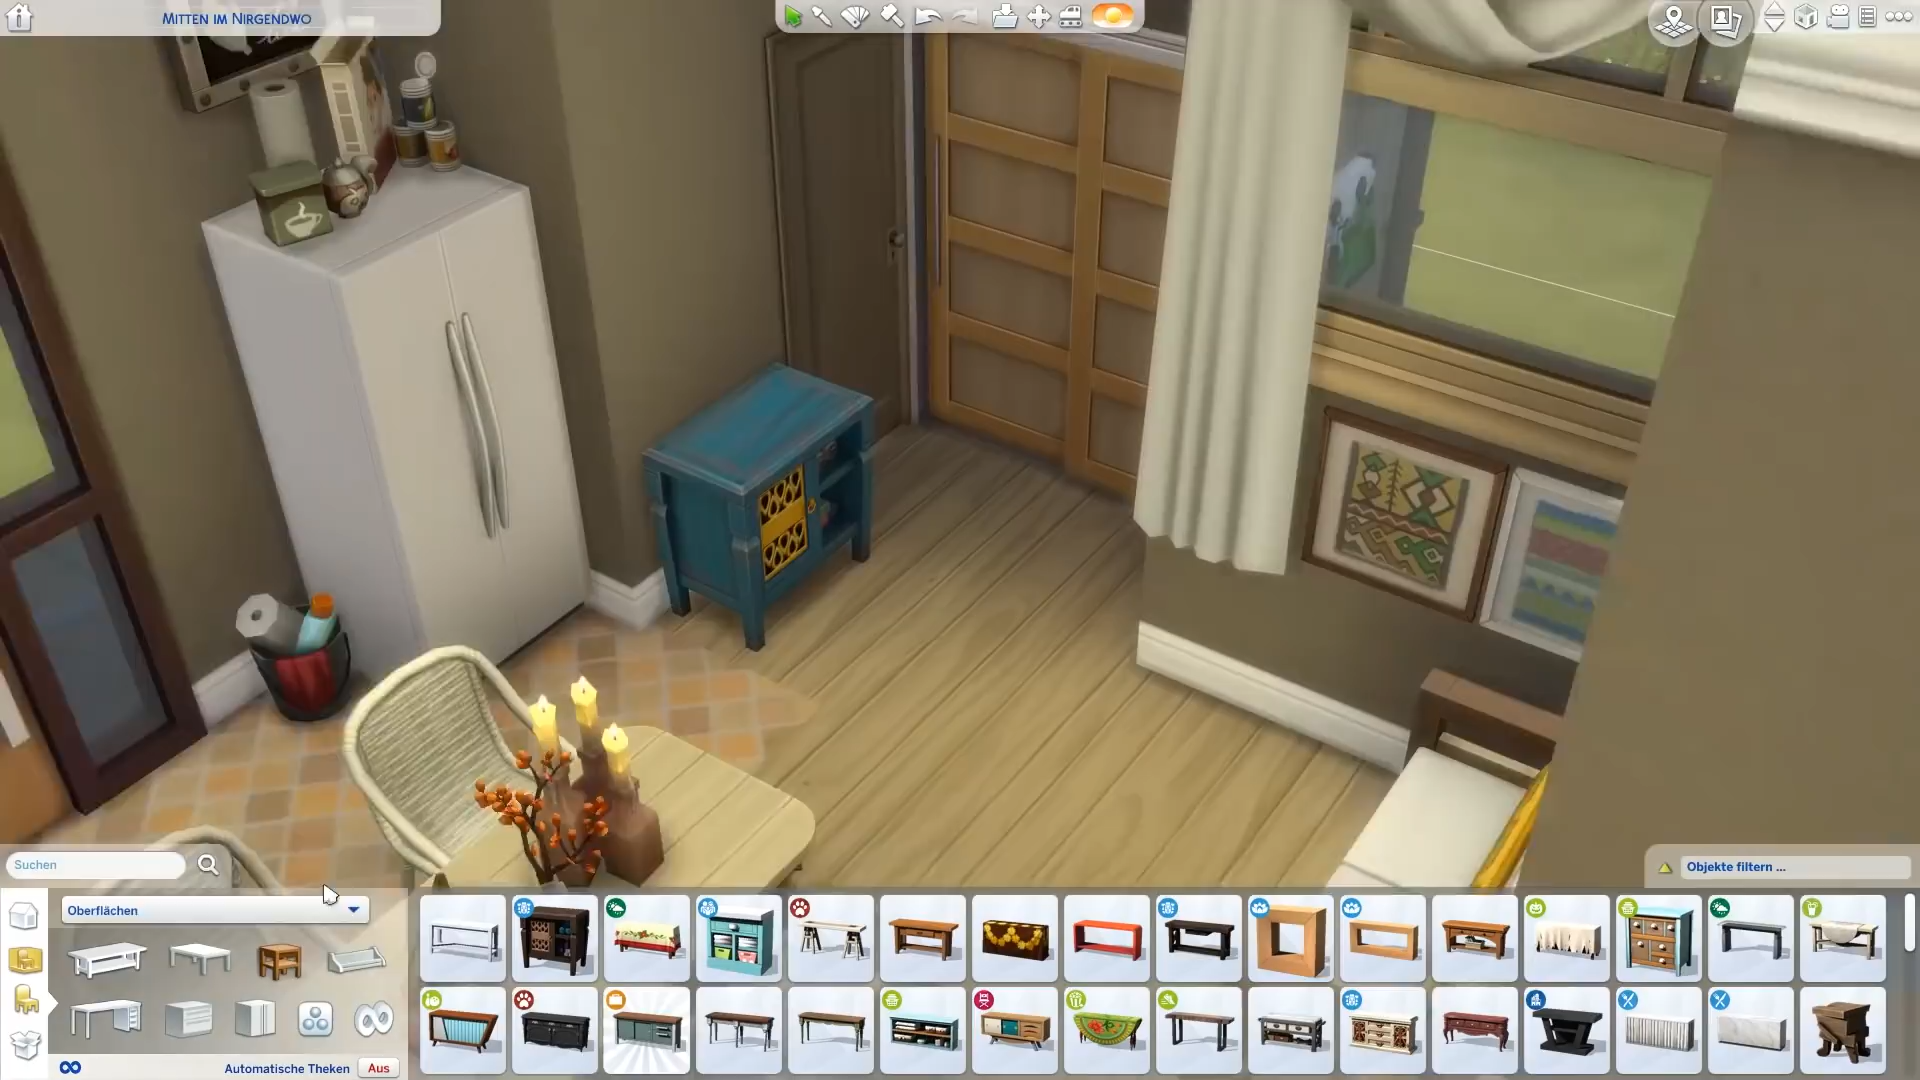 Mitten im Nirgendwo
Suchen
Objekte filtern ...
Oberflächen
Automatische Theken
Aus